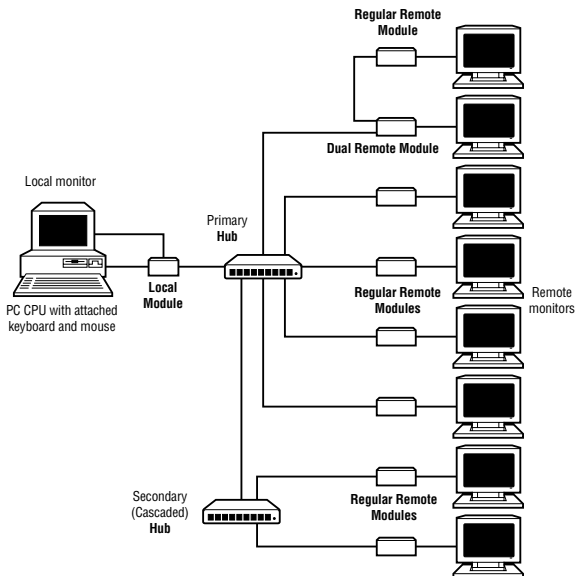 Regular Remote
Module
Dual Remote Module
Local monitor
Primary
Hub
Local
Module
PC CPU with attached
keyboard and mouse
Regular Remote
Modules
Remote
monitors
Secondary
(Cascaded)
Hub
Regular Remote
Modules